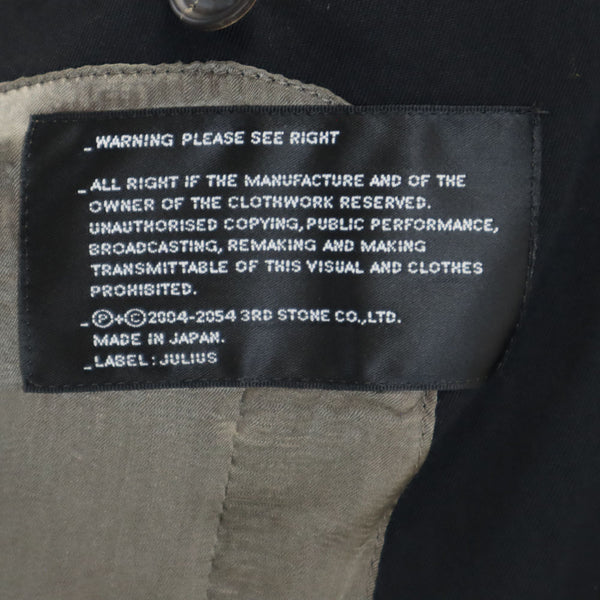 _WARNING PLEASE SEE RIGHT
_ALL RIGHT IF THE MANUFACTURE AND OF THE
OWNER OF THE CLOTHWORK RESERVED.
UNAUTHORISED COPYING, PUBLIC PERFORMANCE,
BROADCASTING, REMAKING AND MAKING
TRANSMITTABLE OF THIS VISUAL AND CLOTHES
PROHIBITED.
_℗+©2004-2054 3RD STONE CO.,LTD.
MADE IN JAPAN.
_LABEL : JULIUS